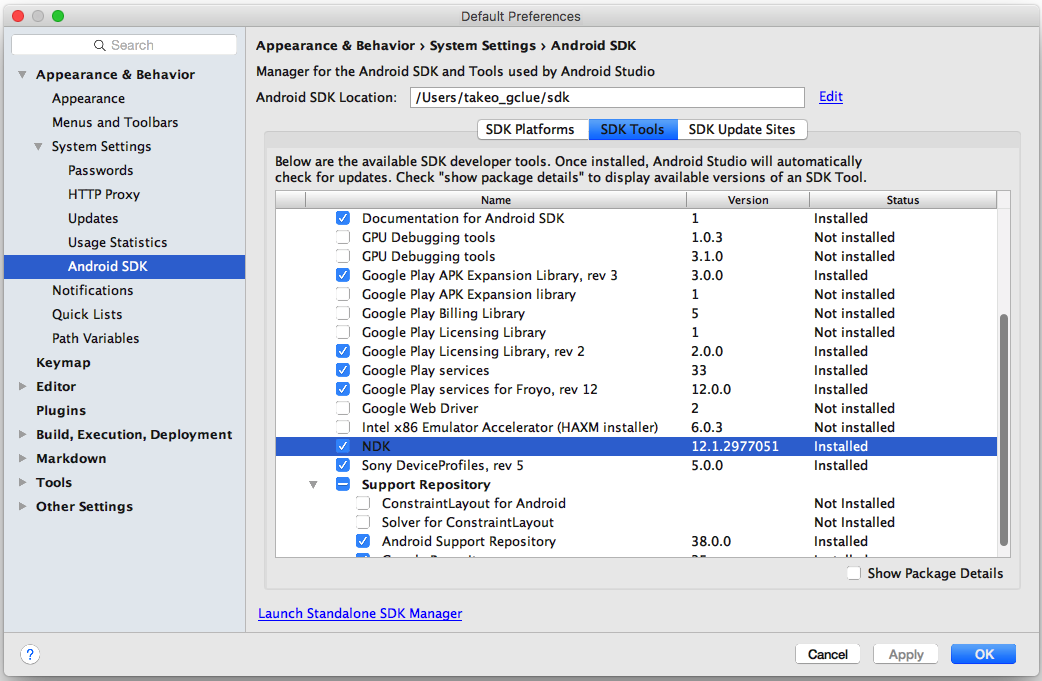 Default Preferences
Search
Appearance & Behavior
Appearance
Menus and Toolbars
System Settings
Passwords
HTTP Proxy
Updates
Usage Statistics
Android SDK
Notifications
Quick Lists
Path Variables
Keymap
Editor
Plugins
Build, Execution, Deployment
Markdown
Tools
Other Settings
Appearance & Behavior › System Settings › Android SDK
Manager for the Android SDK and Tools used by Android Studio
Android SDK Location: /Users/takeo_gclue/sdk Edit
SDK Platforms SDK Tools SDK Update Sites
Below are the available SDK developer tools. Once installed, Android Studio will automatically
check for updates. Check "show package details" to display available versions of an SDK Tool.
Name Version Status
Documentation for Android SDK 1 Installed
GPU Debugging tools 1.0.3 Not installed
GPU Debugging tools 3.1.0 Not installed
Google Play APK Expansion Library, rev 3 3.0.0 Installed
Google Play APK Expansion library 1 Not installed
Google Play Billing Library 5 Not installed
Google Play Licensing Library 1 Not installed
Google Play Licensing Library, rev 2 2.0.0 Installed
Google Play services 33 Installed
Google Play services for Froyo, rev 12 12.0.0 Installed
Google Web Driver 2 Not installed
Intel x86 Emulator Accelerator (HAXM installer) 6.0.3 Not installed
NDK 12.1.2977051 Installed
Sony DeviceProfiles, rev 5 5.0.0 Installed
Support Repository
ConstraintLayout for Android Not Installed
Solver for ConstraintLayout Not Installed
Android Support Repository 38.0.0 Installed
Show Package Details
Launch Standalone SDK Manager
? Cancel Apply OK